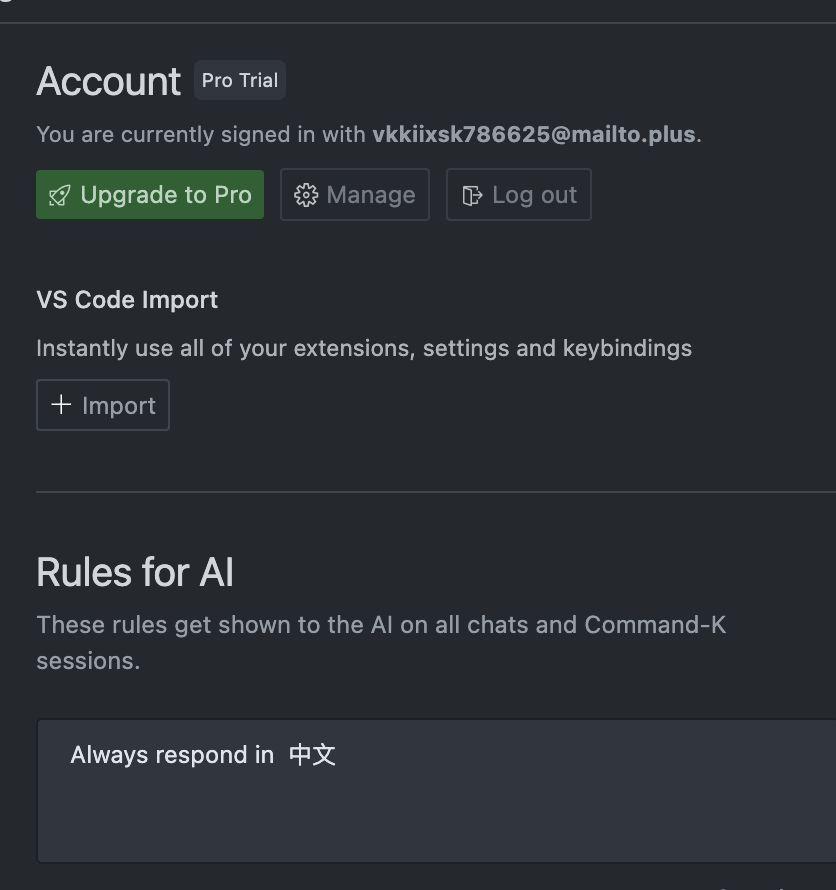 Account Pro Trial
You are currently signed in with vkkiixsk786625@mailto.plus.
Upgrade to Pro Manage Log out
VS Code Import
Instantly use all of your extensions, settings and keybindings
+ Import
Rules for AI
These rules get shown to the AI on all chats and Command-K
sessions.
Always respond in 中文